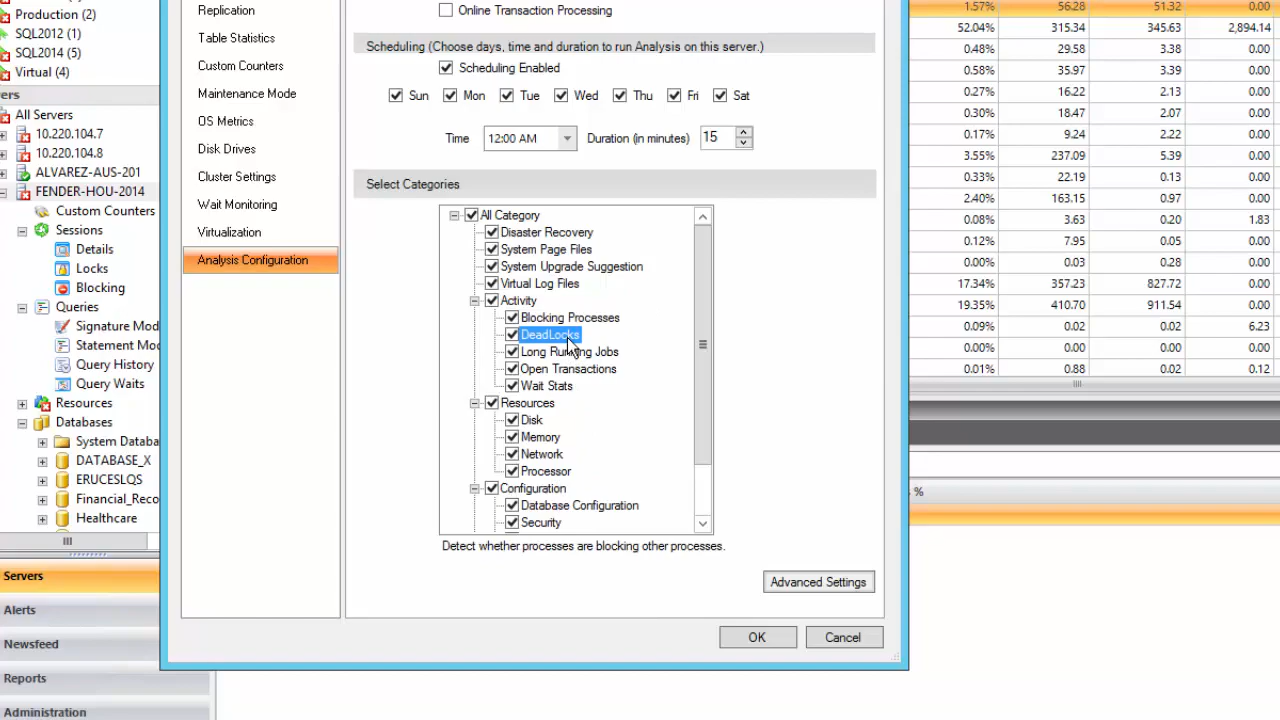 Production (2)
SQL2012 (1)
SQL2014 (5)
Virtual (4)
ers
All Servers
10.220.104.7
10.220.104.8
ALVAREZ-AUS-201
FENDER-HOU-2014
Custom Counters
Sessions
Details
Locks
Blocking
Queries
Signature Mod
Statement Mo
Query History
Query Waits
Resources
Databases
System Databa
DATABASE_X
ERUCESLQS
Financial_Reco
Healthcare
Servers
Alerts
Newsfeed
Reports
Administration
Replication
Table Statistics
Custom Counters
Maintenance Mode
OS Metrics
Disk Drives
Cluster Settings
Wait Monitoring
Virtualization
Analysis Configuration
Online Transaction Processing
Scheduling (Choose days, time and duration to run Analysis on this server.)
Scheduling Enabled
Sun Mon Tue Wed Thu Fri Sat
Time 12:00 AM Duration (in minutes) 15
Select Categories
All Category
Disaster Recovery
System Page Files
System Upgrade Suggestion
Virtual Log Files
Activity
Blocking Processes
DeadLocks
Long Running Jobs
Open Transactions
Wait Stats
Resources
Disk
Memory
Network
Processor
Configuration
Database Configuration
Security
Detect whether processes are blocking other processes.
Advanced Settings
OK Cancel
1.57% 56.28 51.32 0.00
52.04% 315.34 345.63 2,894.14
0.48% 29.58 3.38 0.00
0.58% 35.97 3.39 0.00
0.27% 16.22 2.13 0.00
0.30% 18.47 2.07 0.00
0.17% 9.24 2.22 0.00
3.55% 237.09 5.39 0.00
0.33% 22.19 0.13 0.00
2.40% 163.15 0.97 0.00
0.08% 3.63 0.20 1.83
0.12% 7.95 0.05 0.00
0.00% 0.03 0.28 0.00
17.34% 357.23 827.72 0.00
19.35% 410.70 911.54 0.00
0.09% 0.02 0.02 6.23
0.00% 0.00 0.00 0.00
0.01% 0.88 0.02 0.12
%